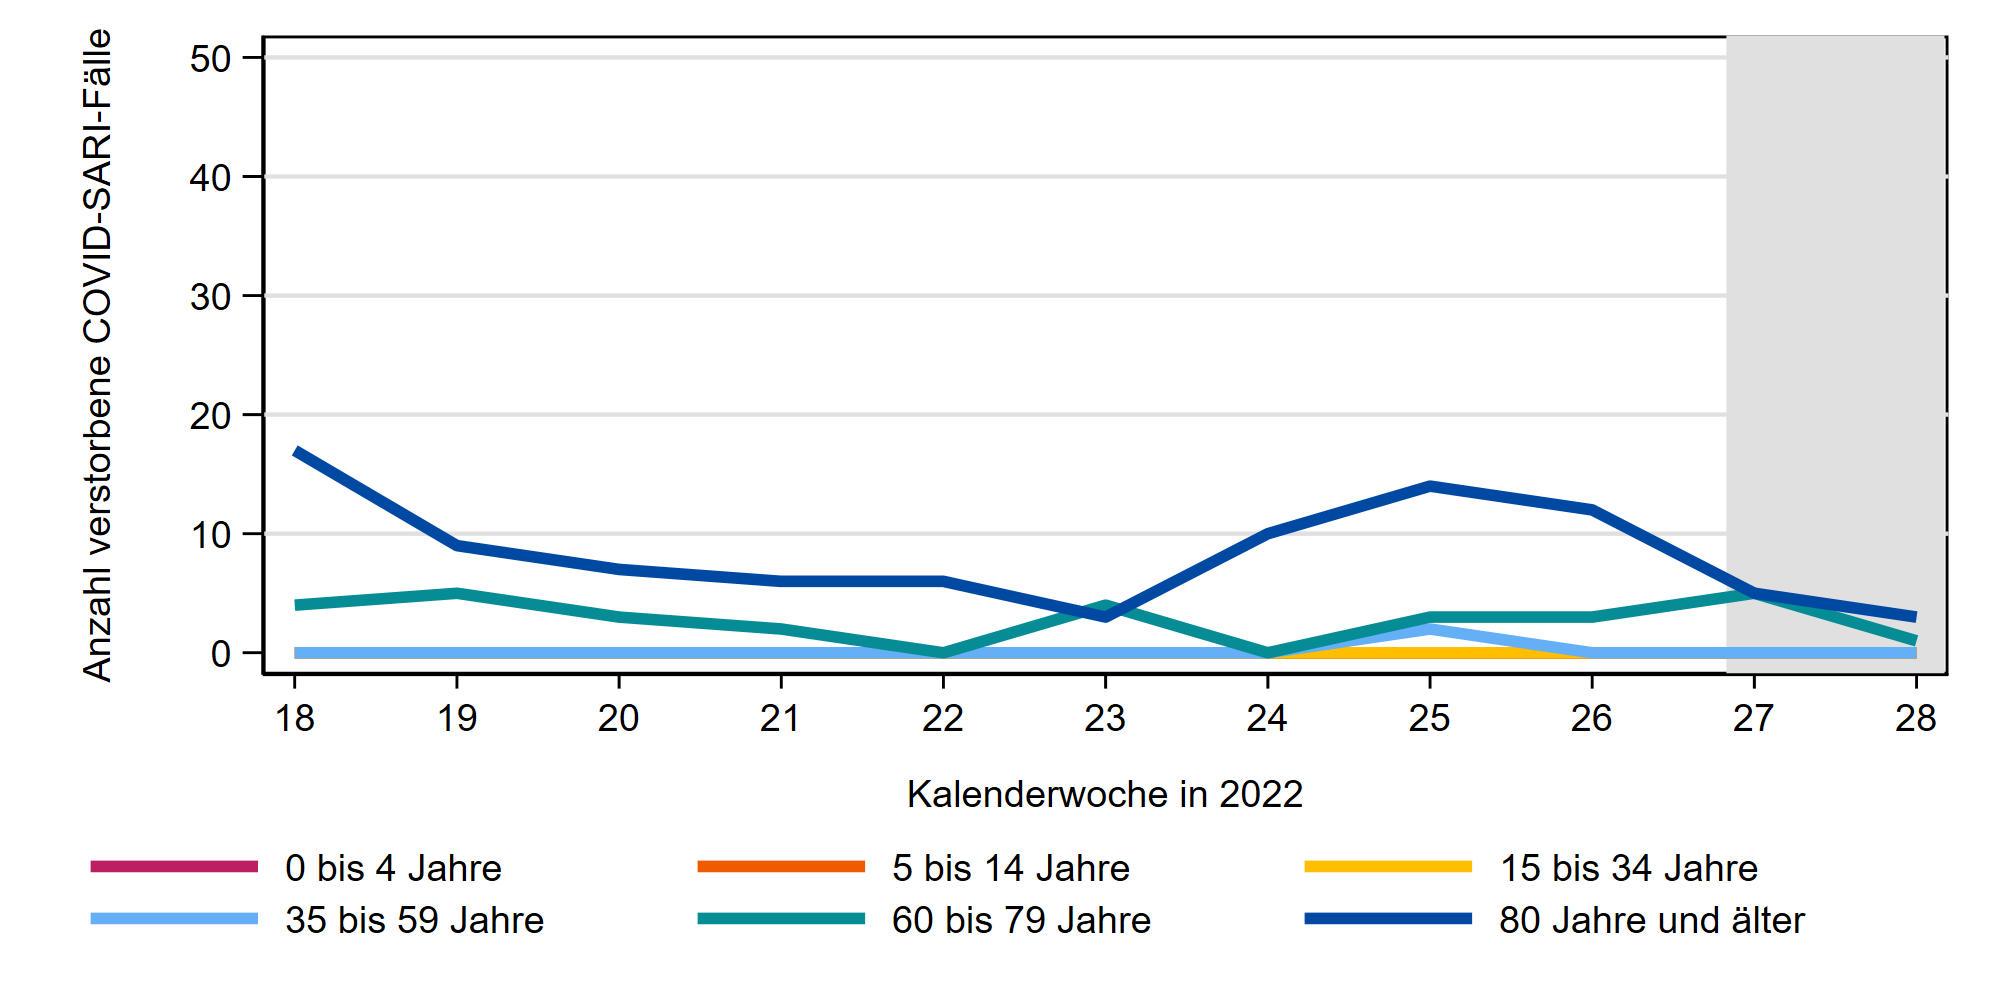 Anzahl verstorbene COVID-SARI-Fälle
50
40
30
20
10
0
18 19 20 21 22 23 24 25 26 27 28
Kalenderwoche in 2022
0 bis 4 Jahre 5 bis 14 Jahre 15 bis 34 Jahre
35 bis 59 Jahre 60 bis 79 Jahre 80 Jahre und älter